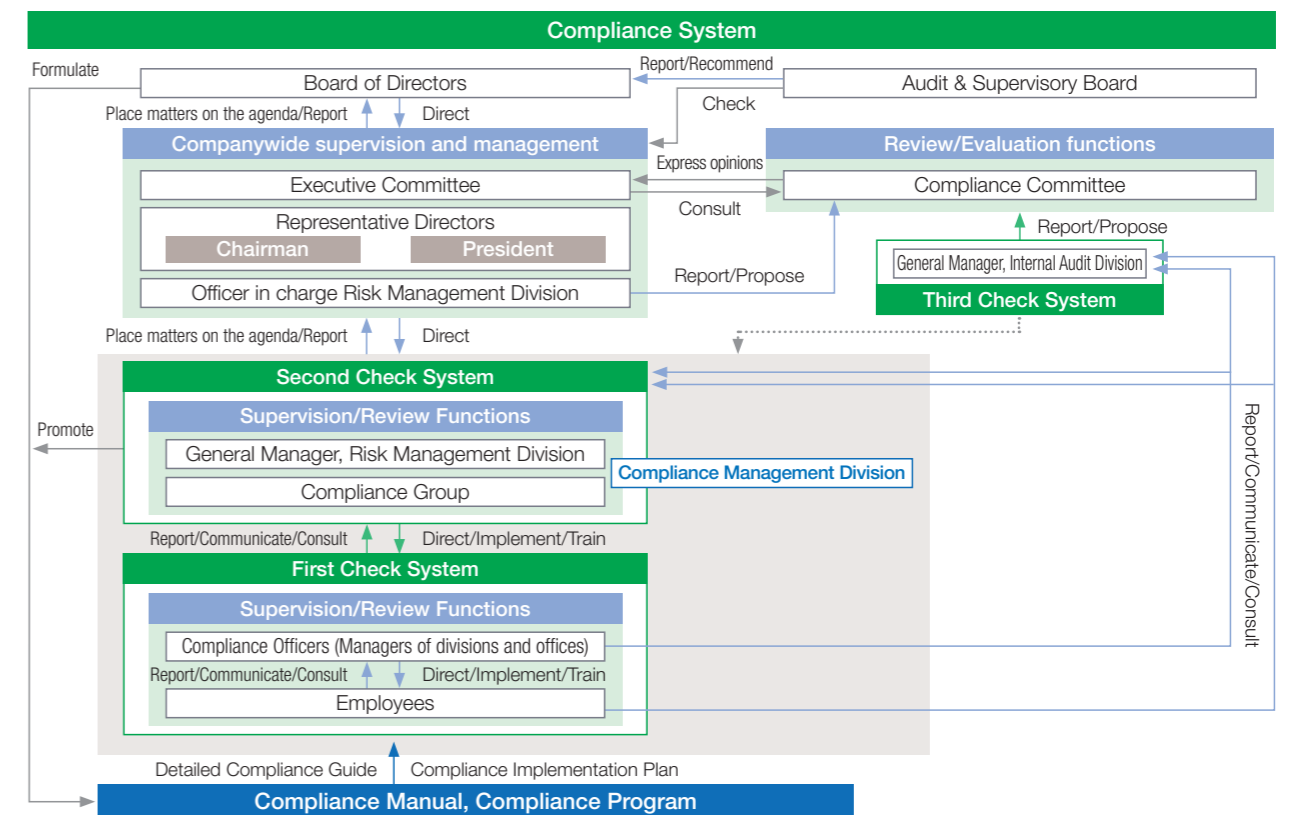 Compliance System
Formulate
Board of Directors
Report/Recommend
Audit & Supervisory Board
Place matters on the agenda/Report
Direct
Check
Companywide supervision and management
Review/Evaluation functions
Express opinions
Executive Committee
Compliance Committee
Consult
Representative Directors
Chairman
President
Report/Propose
General Manager, Internal Audit Division
Report/Propose
Officer in charge Risk Management Division
Third Check System
Place matters on the agenda/Report
Direct
Second Check System
Supervision/Review Functions
Promote
General Manager, Risk Management Division
Compliance Management Division
Compliance Group
Report/Communicate/Consult
Report/Communicate/Consult
Direct/Implement/Train
First Check System
Supervision/Review Functions
Compliance Officers (Managers of divisions and offices)
Report/Communicate/Consult
Direct/Implement/Train
Employees
Detailed Compliance Guide
Compliance Implementation Plan
Compliance Manual, Compliance Program